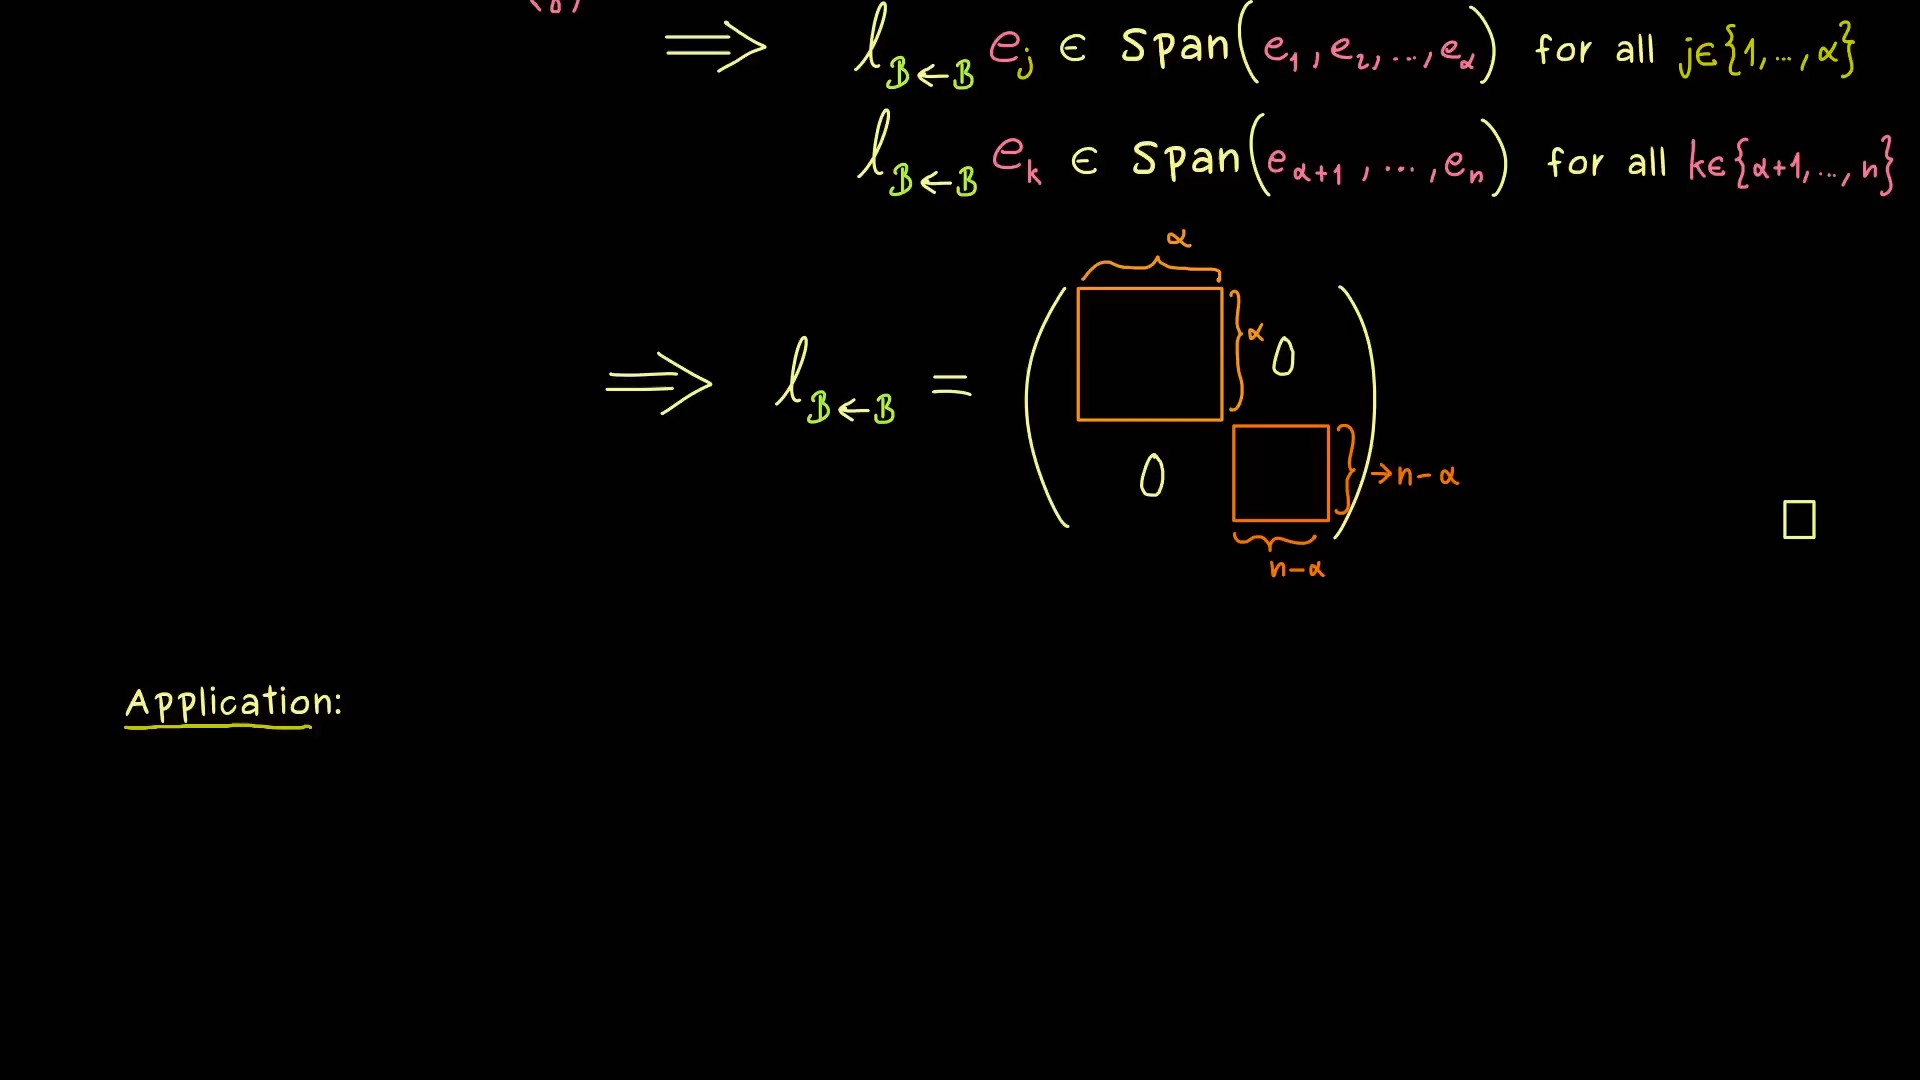 ⟹ ℓ_{B←B} e_j ∈ Span(e_1, e_2, ..., e_α) for all j∈{1, ..., α}
ℓ_{B←B} e_k ∈ Span(e_{α+1}, ..., e_n) for all k∈{α+1, ..., n}
α
⟹ ℓ_{B←B} = ( α 0
0 ) →n-α
n-α
□
Application: